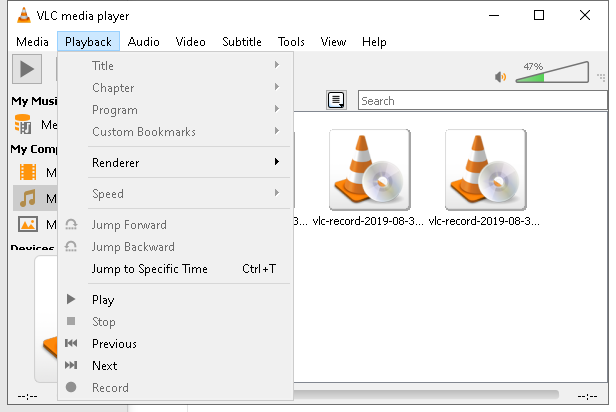 VLC media player
Media Playback Audio Video Subtitle Tools View Help
47%
Search
My Musi
Me
My Comp
M
M
M
Devices
Title
Chapter
Program
Custom Bookmarks
Renderer
Speed
Jump Forward
Jump Backward
Jump to Specific Time Ctrl+T
Play
Stop
Previous
Next
Record
3... vlc-record-2019-08-3... vlc-record-2019-08-3...
--:-- --:--